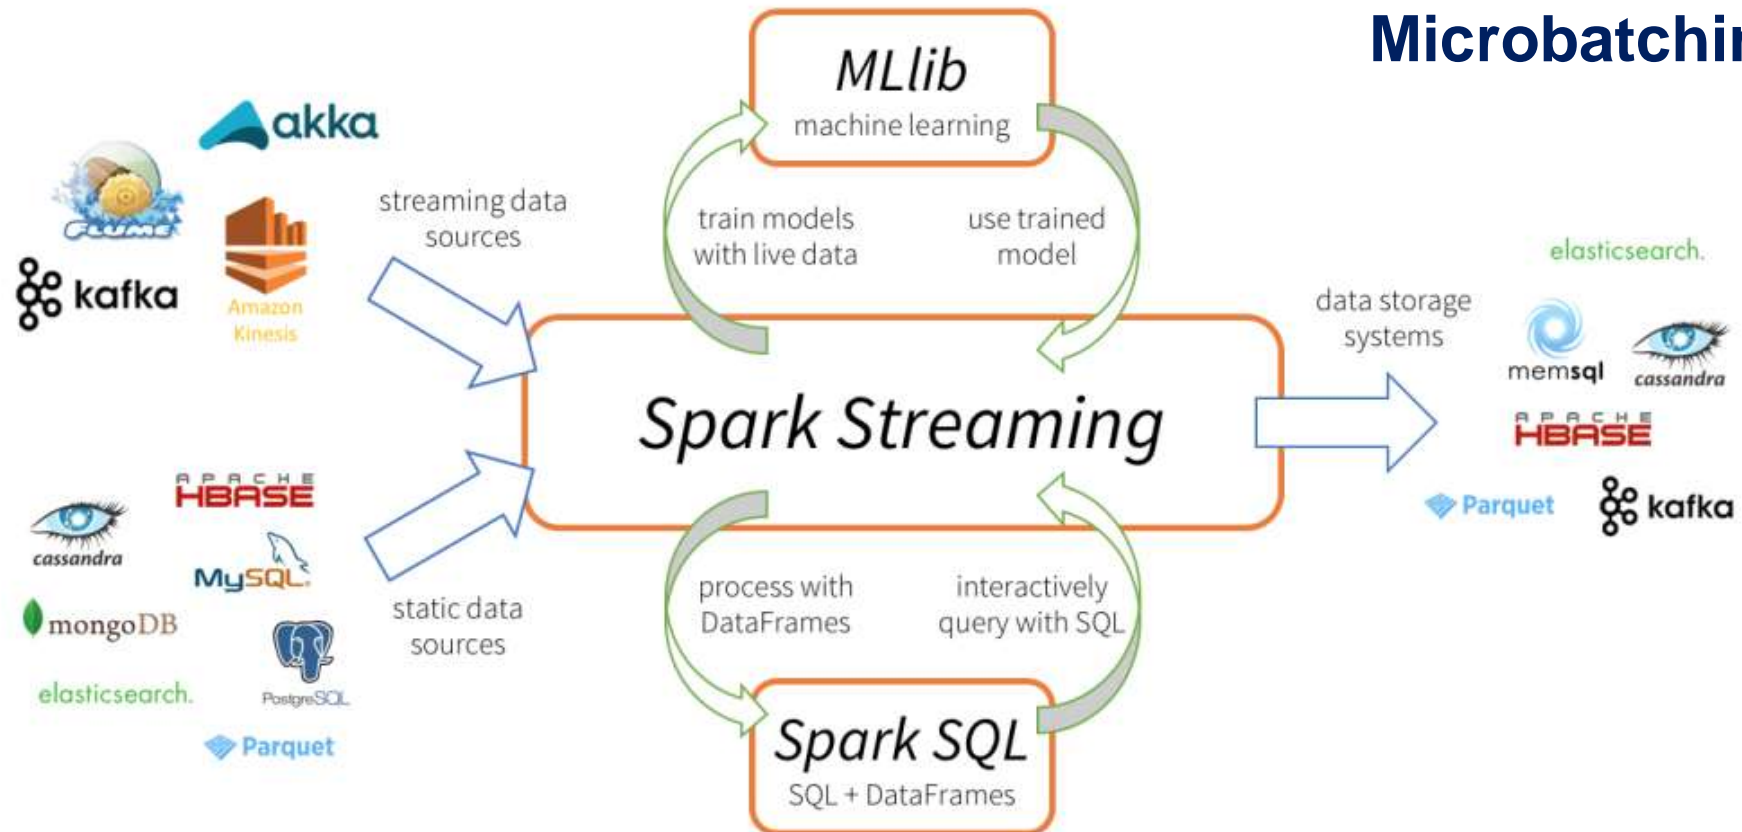 Microbatchin
MLlib
machine learning
akka
FLUME
kafka
Amazon
Kinesis
streaming data
sources
train models
with live data
use trained
model
Spark Streaming
data storage
systems
elasticsearch.
memsql
cassandra
APACHE
HBASE
Parquet
kafka
APACHE
HBASE
cassandra
MySQL.
mongoDB
PostgreSQL
elasticsearch.
Parquet
static data
sources
process with
DataFrames
interactively
query with SQL
Spark SQL
SQL + DataFrames